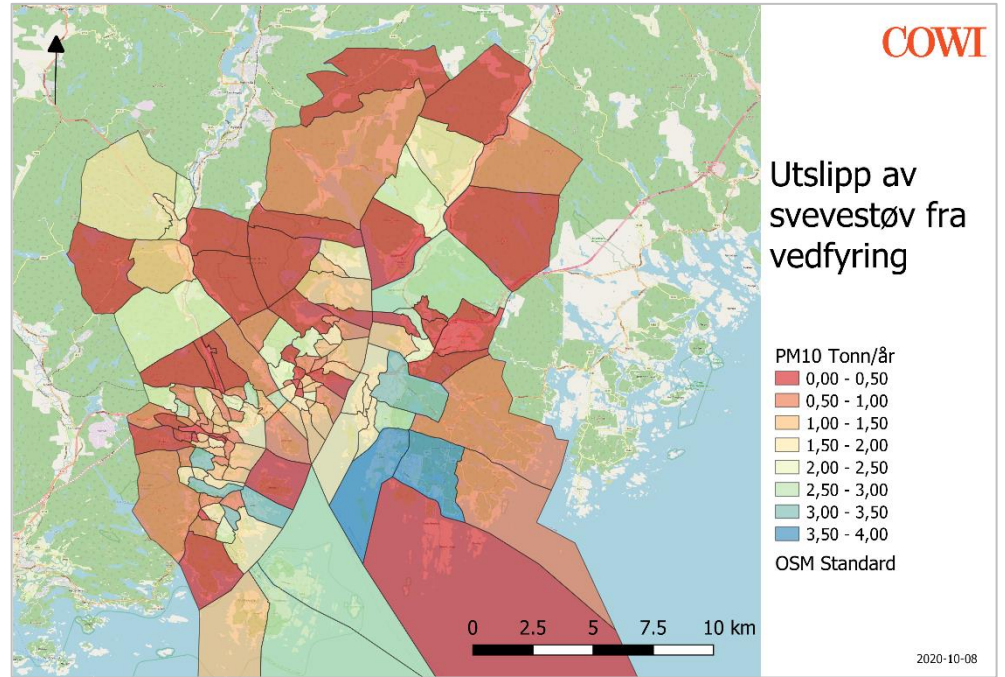 COWI
Utslipp av
svevestøv fra
vedfyring
PM10 Tonn/år
0,00 - 0,50
0,50 - 1,00
1,00 - 1,50
1,50 - 2,00
2,00 - 2,50
2,50 - 3,00
3,00 - 3,50
3,50 - 4,00
OSM Standard
0 2.5 5 7.5 10 km
2020-10-08